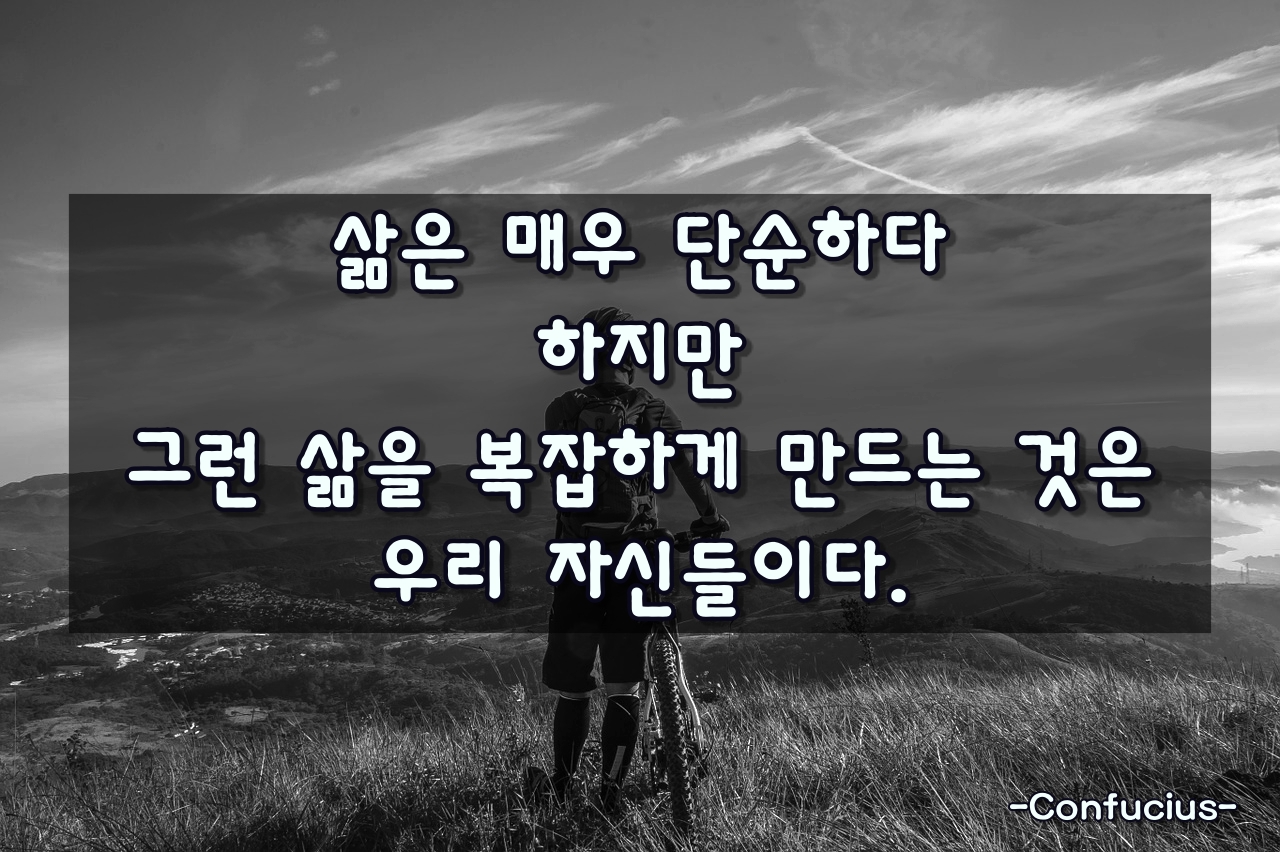 삶은 매우 단순하다
하지만
그런 삶을 복잡하게 만드는 것은
우리 자신들이다.
-Confucius-